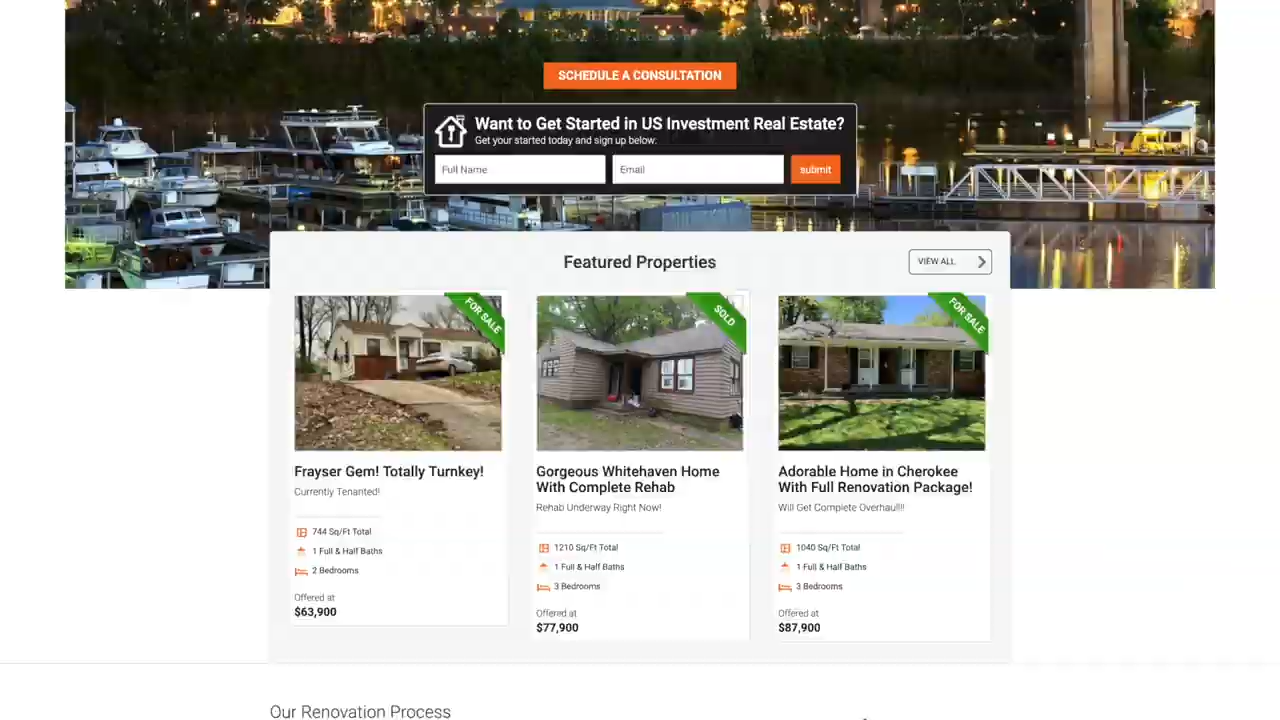 SCHEDULE A CONSULTATION
Want to Get Started in US Investment Real Estate?
Get your started today and sign up below.
Full Name
Email
submit
Featured Properties
VIEW ALL
FOR SALE
SOLD
FOR SALE
Frayser Gem! Totally Turnkey!
Currently Tenanted!
744 Sq/Ft Total
1 Full & Half Baths
2 Bedrooms
Offered at
$63,900
Gorgeous Whitehaven Home
With Complete Rehab
Rehab Underway Right Now!
1210 Sq/Ft Total
1 Full & Half Baths
3 Bedrooms
Offered at
$77,900
Adorable Home in Cherokee
With Full Renovation Package!
Will Get Complete Overhaul!!!
1040 Sq/Ft Total
1 Full & Half Baths
3 Bedrooms
Offered at
$87,900
Our Renovation Process